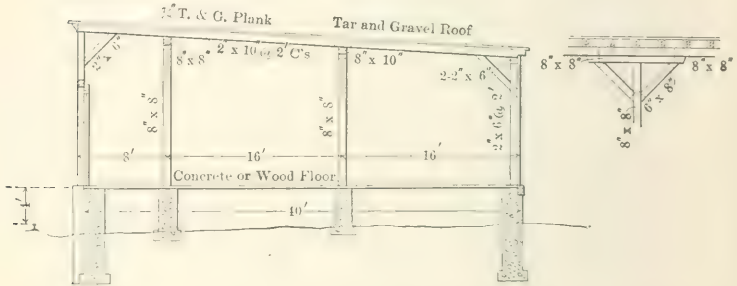 T. & G. Plank
Tar and Gravel Roof
2" x 6"
8" x 8"
2" x 10" @ 2' C's
8" x 10"
2-2" x 6"
8" x 8"
8" x 8"
2" x 6" @ 2'
8'
16'
16'
Concrete or Wood Floor
40'
8" x 8"
8" x 8"
6" x 8"
8" x 8"